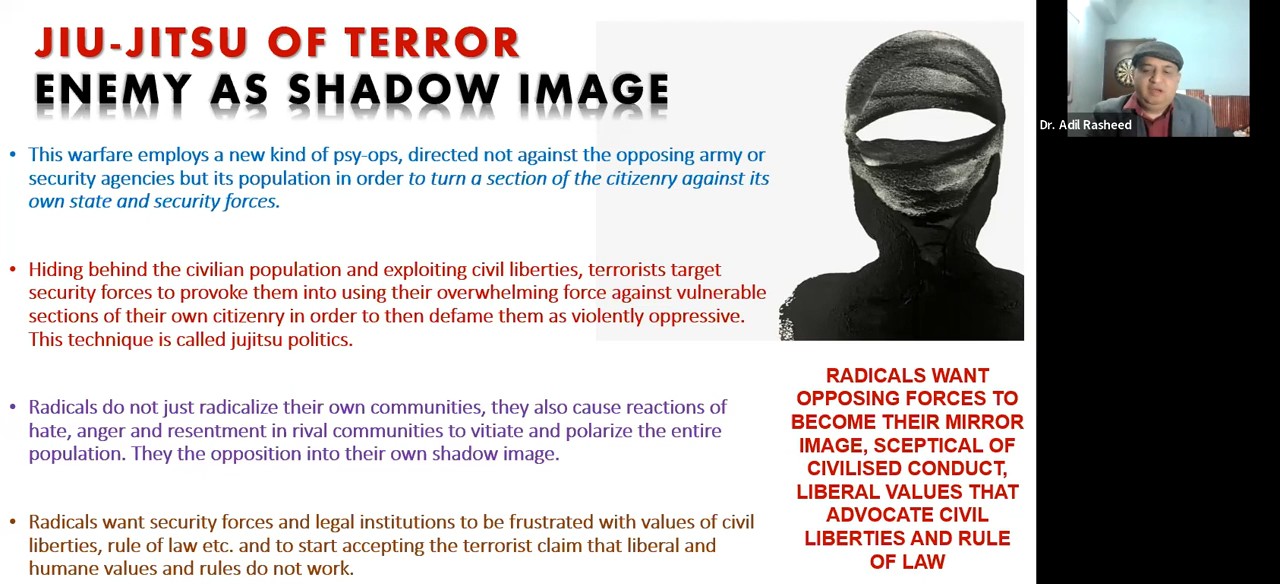 JIU-JITSU OF TERROR
ENEMY AS SHADOW IMAGE
• This warfare employs a new kind of psy-ops, directed not against the opposing army or
security agencies but its population in order to turn a section of the citizenry against its
own state and security forces.
• Hiding behind the civilian population and exploiting civil liberties, terrorists target
security forces to provoke them into using their overwhelming force against vulnerable
sections of their own citizenry in order to then defame them as violently oppressive.
This technique is called jujitsu politics.
• Radicals do not just radicalize their own communities, they also cause reactions of
hate, anger and resentment in rival communities to vitiate and polarize the entire
population. They the opposition into their own shadow image.
• Radicals want security forces and legal institutions to be frustrated with values of civil
liberties, rule of law etc. and to start accepting the terrorist claim that liberal and
humane values and rules do not work.
RADICALS WANT
OPPOSING FORCES TO
BECOME THEIR MIRROR
IMAGE, SCEPTICAL OF
CIVILISED CONDUCT,
LIBERAL VALUES THAT
ADVOCATE CIVIL
LIBERTIES AND RULE
OF LAW
Dr. Adil Rasheed